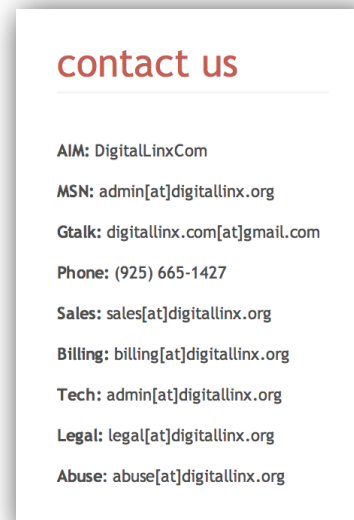 contact us
AIM: DigitalLinxCom
MSN: admin[at]digitallinx.org
Gtalk: digitallinx.com[at]gmail.com
Phone: (925) 665-1427
Sales: sales[at]digitallinx.org
Billing: billing[at]digitallinx.org
Tech: admin[at]digitallinx.org
Legal: legal[at]digitallinx.org
Abuse: abuse[at]digitallinx.org